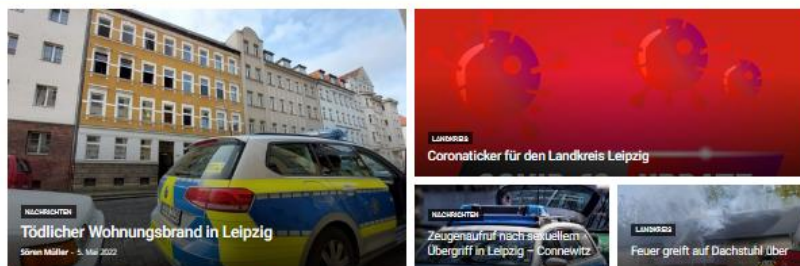 NACHRICHTEN
Tödlicher Wohnungsbrand in Leipzig
Sören Müller - 5. Mai 2022
LANDKREIS
Coronaticker für den Landkreis Leipzig
NACHRICHTEN
Zeugenaufruf nach sexuellem
Übergriff in Leipzig – Connewitz
LANDKREIS
Feuer greift auf Dachstuhl über